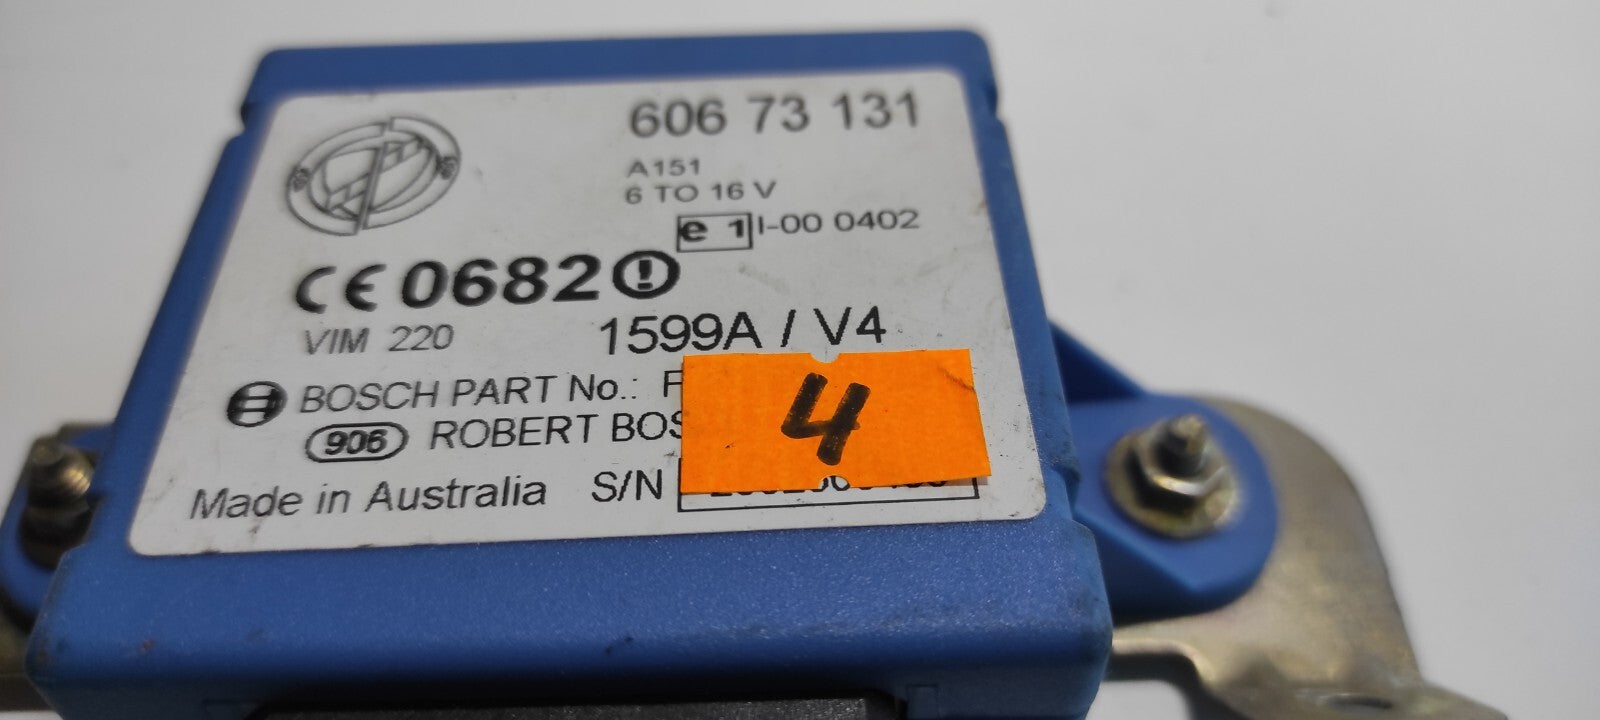 606 73 131
A151
6 TO 16 V
e 1 I-00 0402
CE 0682 !
VIM 220 1599A / V4
BOSCH PART No.: F
906 ROBERT BOS
4
Made in Australia S/N